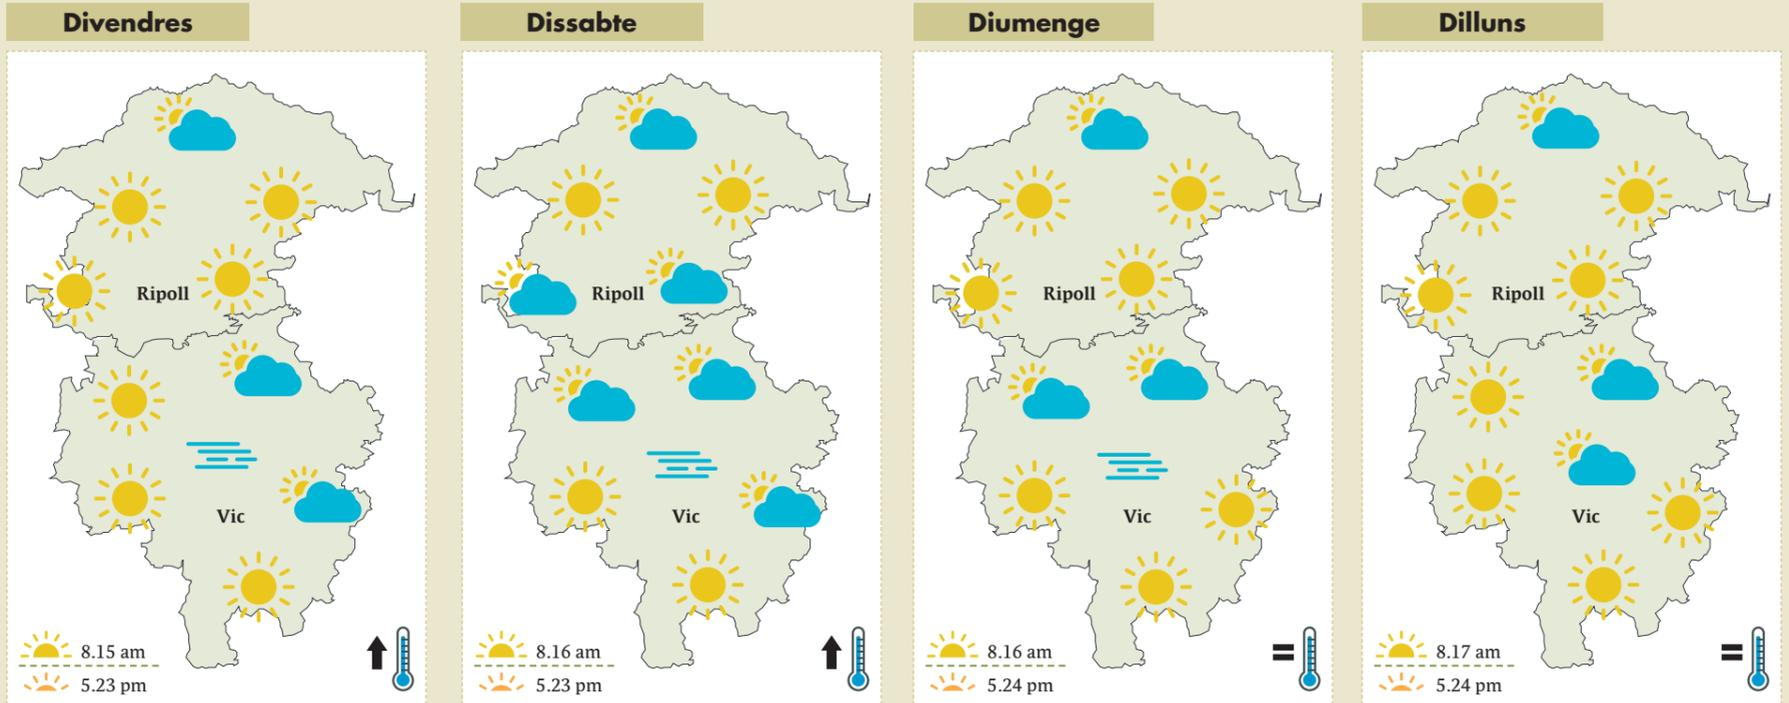 Divendres
Ripoll
Vic
8.15 am
5.23 pm
Dissabte
Ripoll
Vic
8.16 am
5.23 pm
Diumenge
Ripoll
Vic
8.16 am
5.24 pm
Dilluns
Ripoll
Vic
8.17 am
5.24 pm